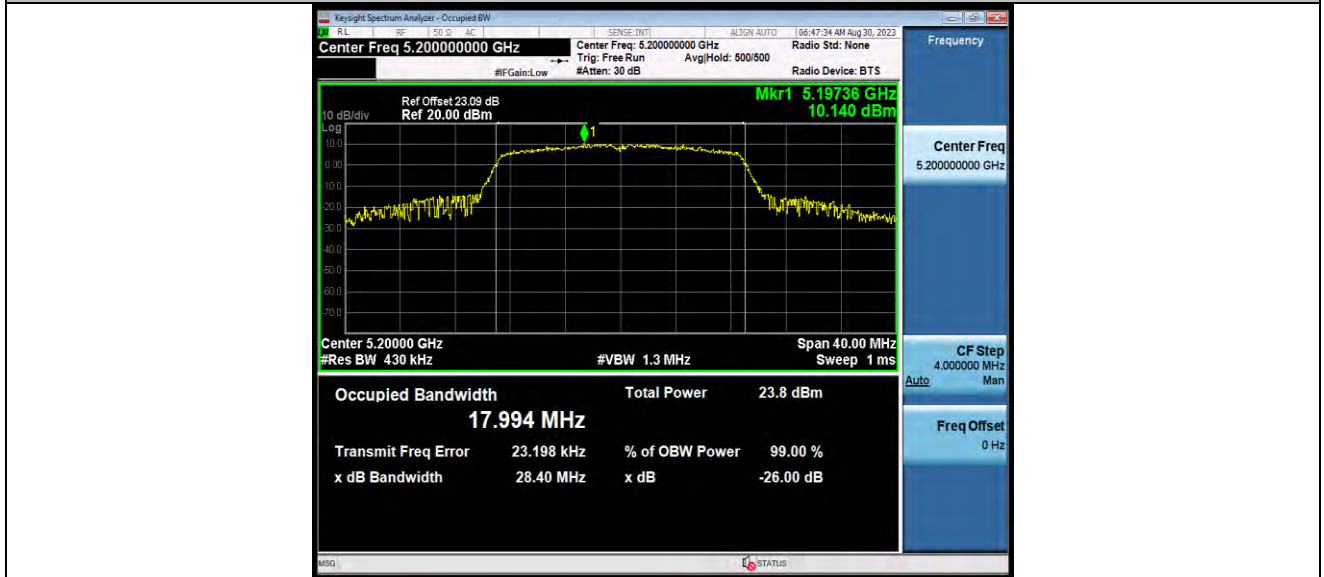 Keysight Spectrum Analyzer - Occupied BW
RL RF 50 Ω AC SENSE:INT ALIGN AUTO 06:47:34 AM Aug 30, 2023
Center Freq 5.200000000 GHz
Center Freq: 5.200000000 GHz
Radio Std: None
Trig: Free Run Avg|Hold: 500/500
#IFGain:Low
#Atten: 30 dB
Radio Device: BTS
Frequency
Mkr1 5.19736 GHz
10.140 dBm
Ref Offset 23.09 dB
10 dB/div Ref 20.00 dBm
Log
1
10.0
0.00
-10.0
-20.0
-30.0
-40.0
-50.0
-60.0
-70.0
Center 5.20000 GHz Span 40.00 MHz
#Res BW 430 kHz #VBW 1.3 MHz Sweep 1 ms
Occupied Bandwidth Total Power 23.8 dBm
17.994 MHz
Transmit Freq Error 23.198 kHz % of OBW Power 99.00 %
x dB Bandwidth 28.40 MHz x dB -26.00 dB
Center Freq
5.200000000 GHz
CF Step
4.000000 MHz
Auto Man
Freq Offset
0 Hz
MSG STATUS